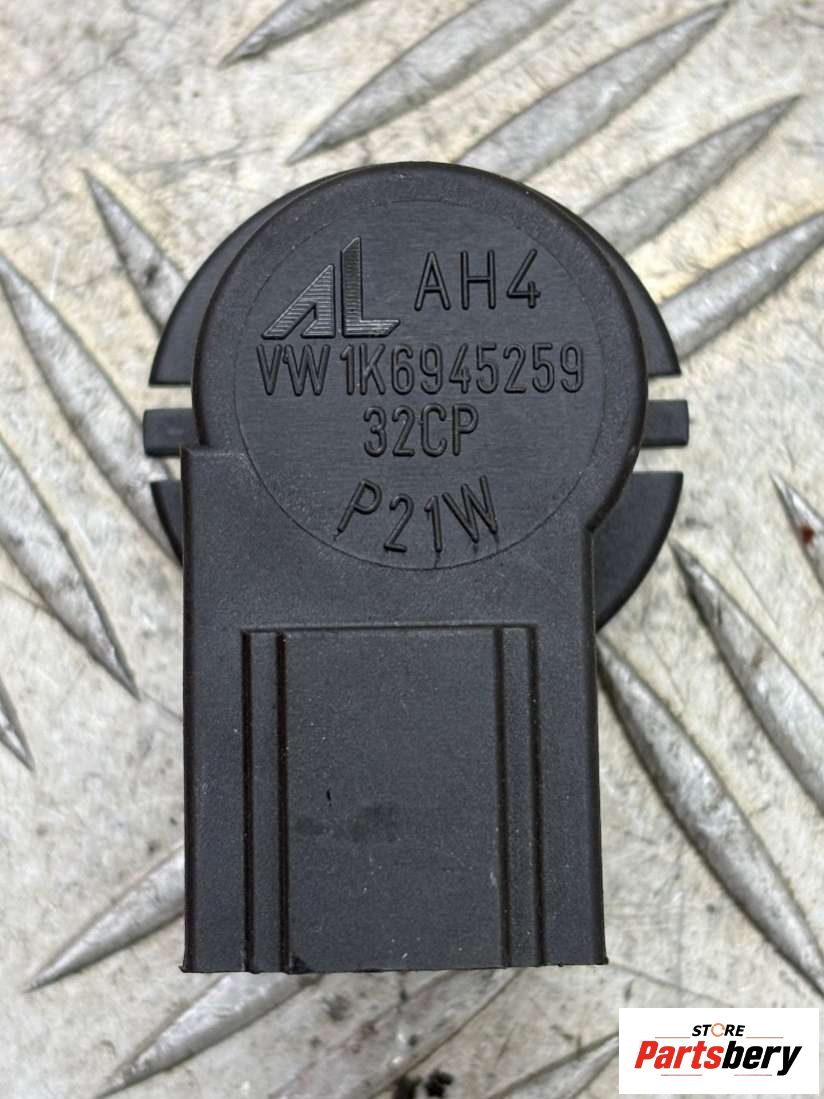 AL AH4
VW 1K6945259
32CP
P21W
STORE
Partsbery